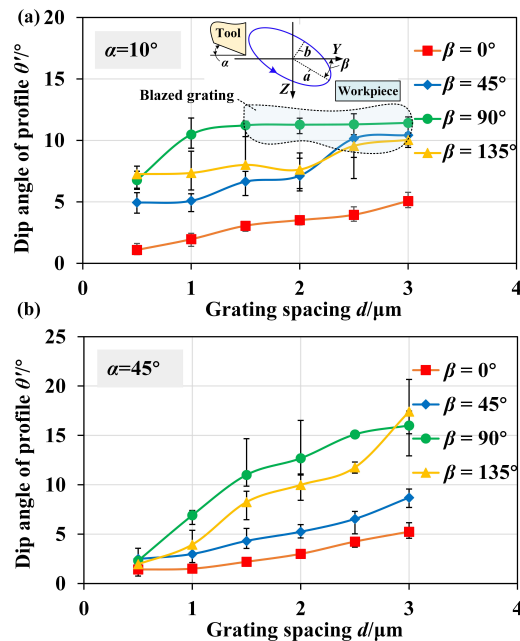 (a)
20
15
10
5
0
Dip angle of profile θ'/°
α=10°
Tool
α
b
a
Y
β
Z
Blazed grating
Workpiece
β = 0°
β = 45°
β = 90°
β = 135°
0 1 2 3 4
Grating spacing d/μm
(b)
25
20
15
10
5
0
Dip angle of profile θ'/°
α=45°
β = 0°
β = 45°
β = 90°
β = 135°
0 1 2 3 4
Grating spacing d/μm